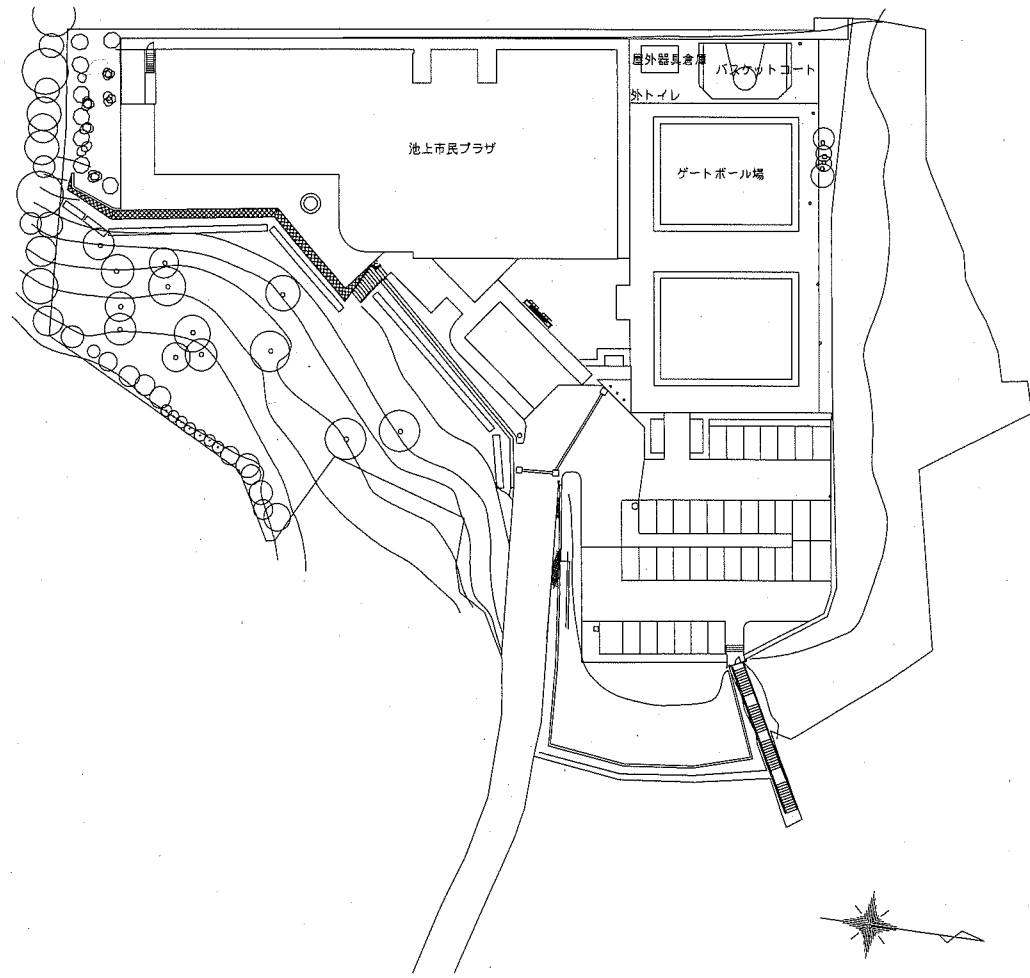 屋外器具倉庫
バスケットコート
外トイレ
池上市民プラザ
ゲートボール場